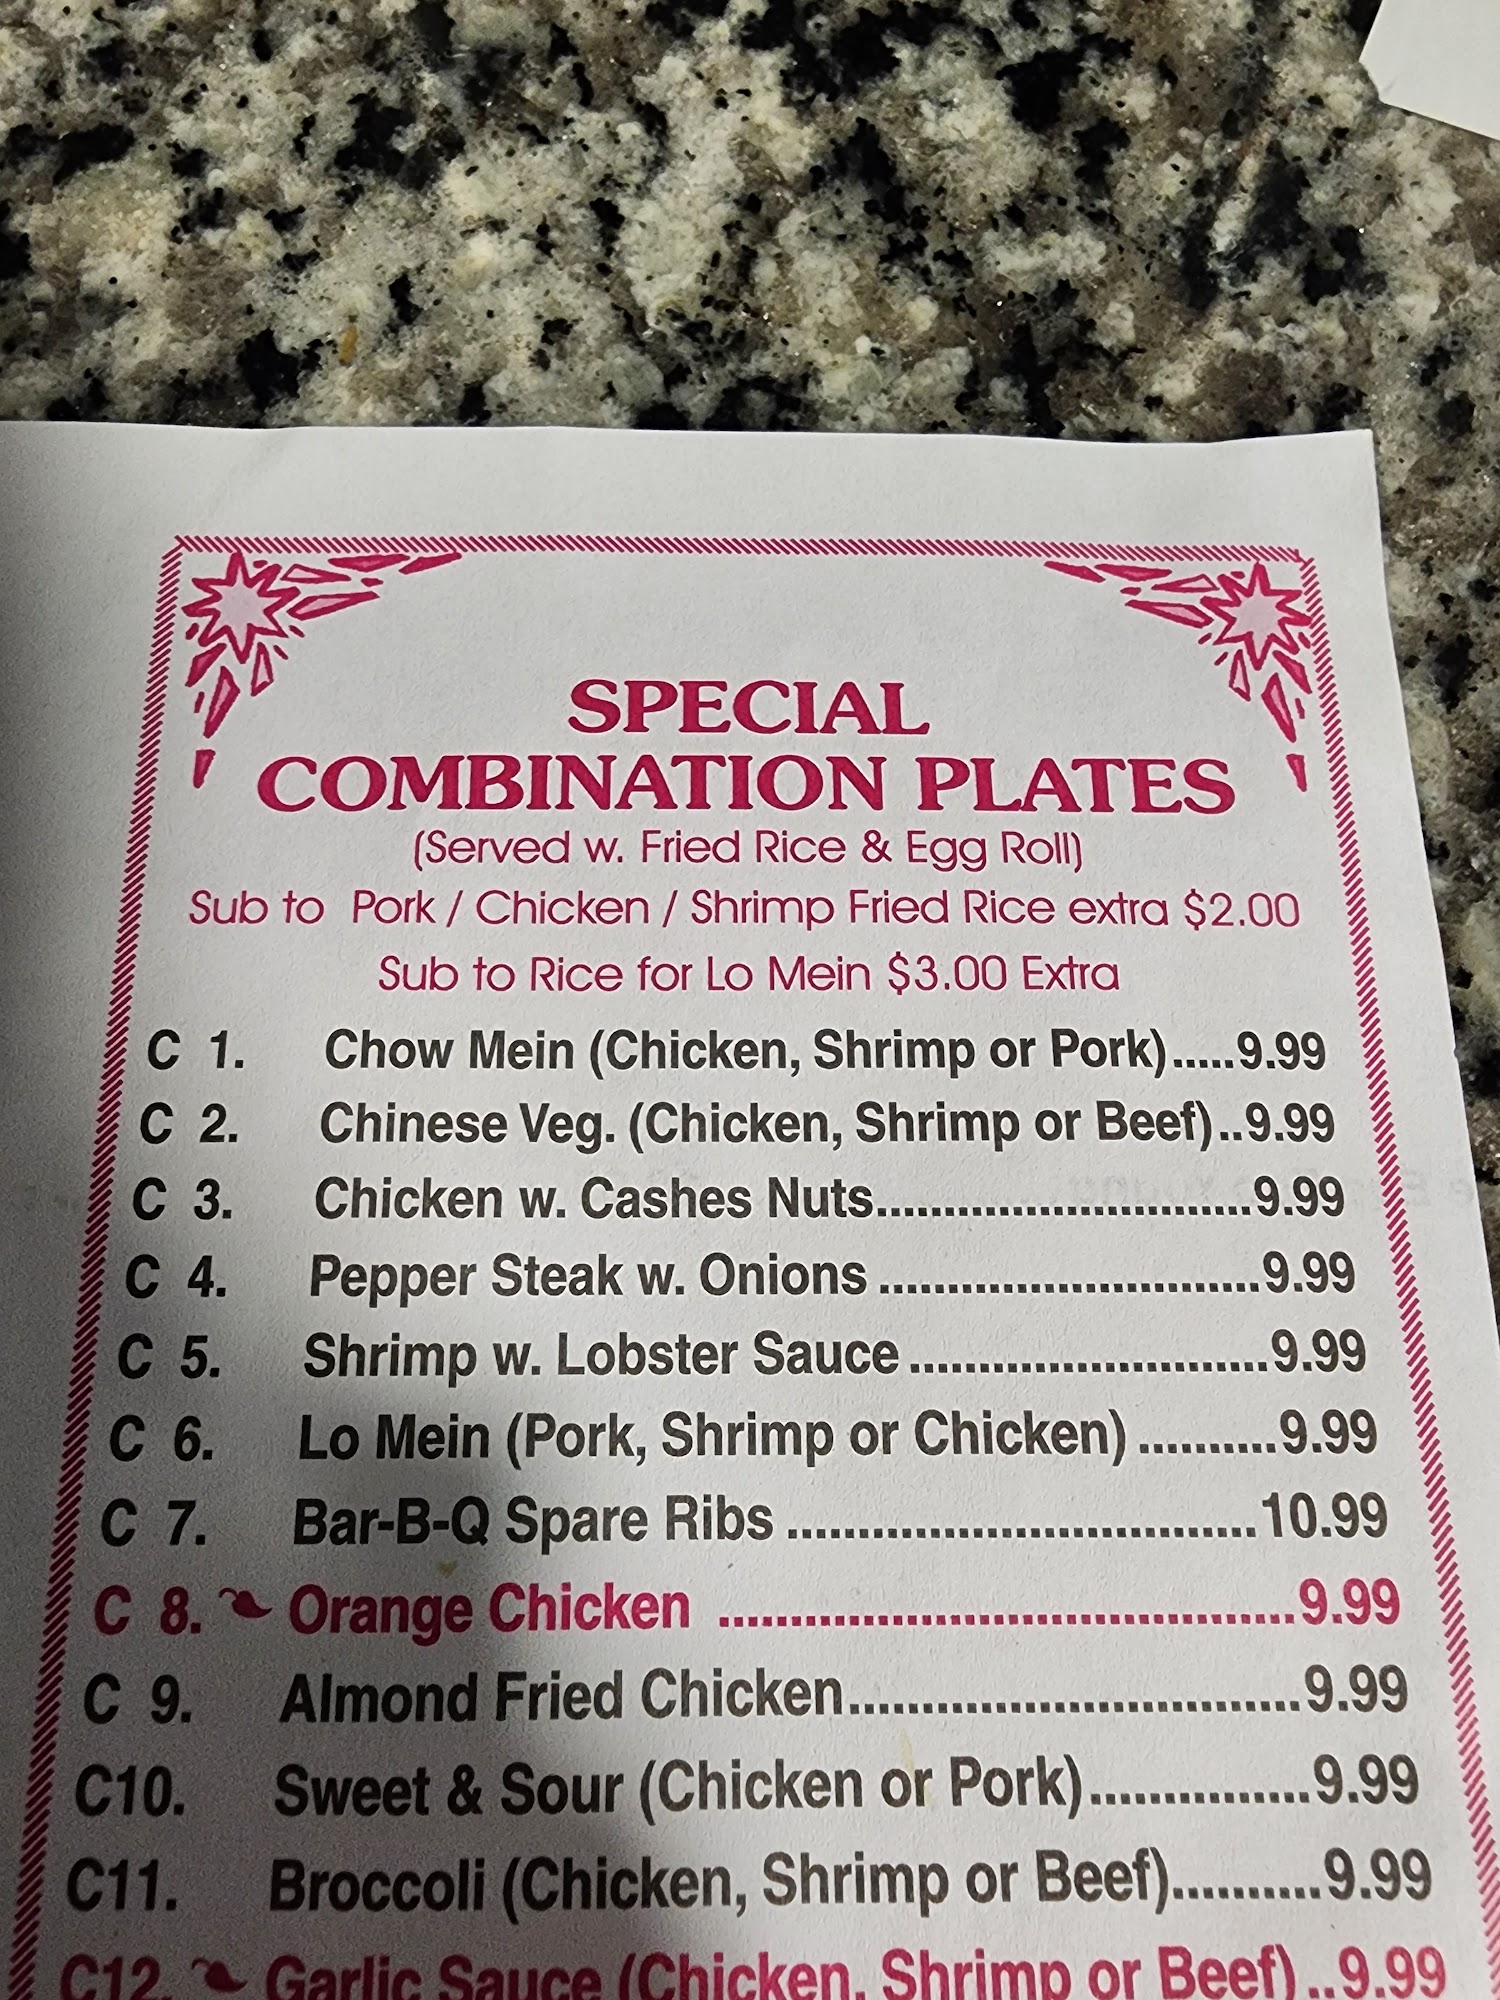 SPECIAL
COMBINATION PLATES
(Served w. Fried Rice & Egg Roll)
Sub to Pork / Chicken / Shrimp Fried Rice extra $2.00
Sub to Rice for Lo Mein $3.00 Extra
C 1. Chow Mein (Chicken, Shrimp or Pork).....9.99
C 2. Chinese Veg. (Chicken, Shrimp or Beef)..9.99
C 3. Chicken w. Cashes Nuts...........................9.99
C 4. Pepper Steak w. Onions ...........................9.99
C 5. Shrimp w. Lobster Sauce .........................9.99
C 6. Lo Mein (Pork, Shrimp or Chicken) ..........9.99
C 7. Bar-B-Q Spare Ribs .................................10.99
C 8. Orange Chicken ........................................9.99
C 9. Almond Fried Chicken...............................9.99
C10. Sweet & Sour (Chicken or Pork)...............9.99
C11. Broccoli (Chicken, Shrimp or Beef)..........9.99
C12. Garlic Sauce (Chicken, Shrimp or Beef)..9.99